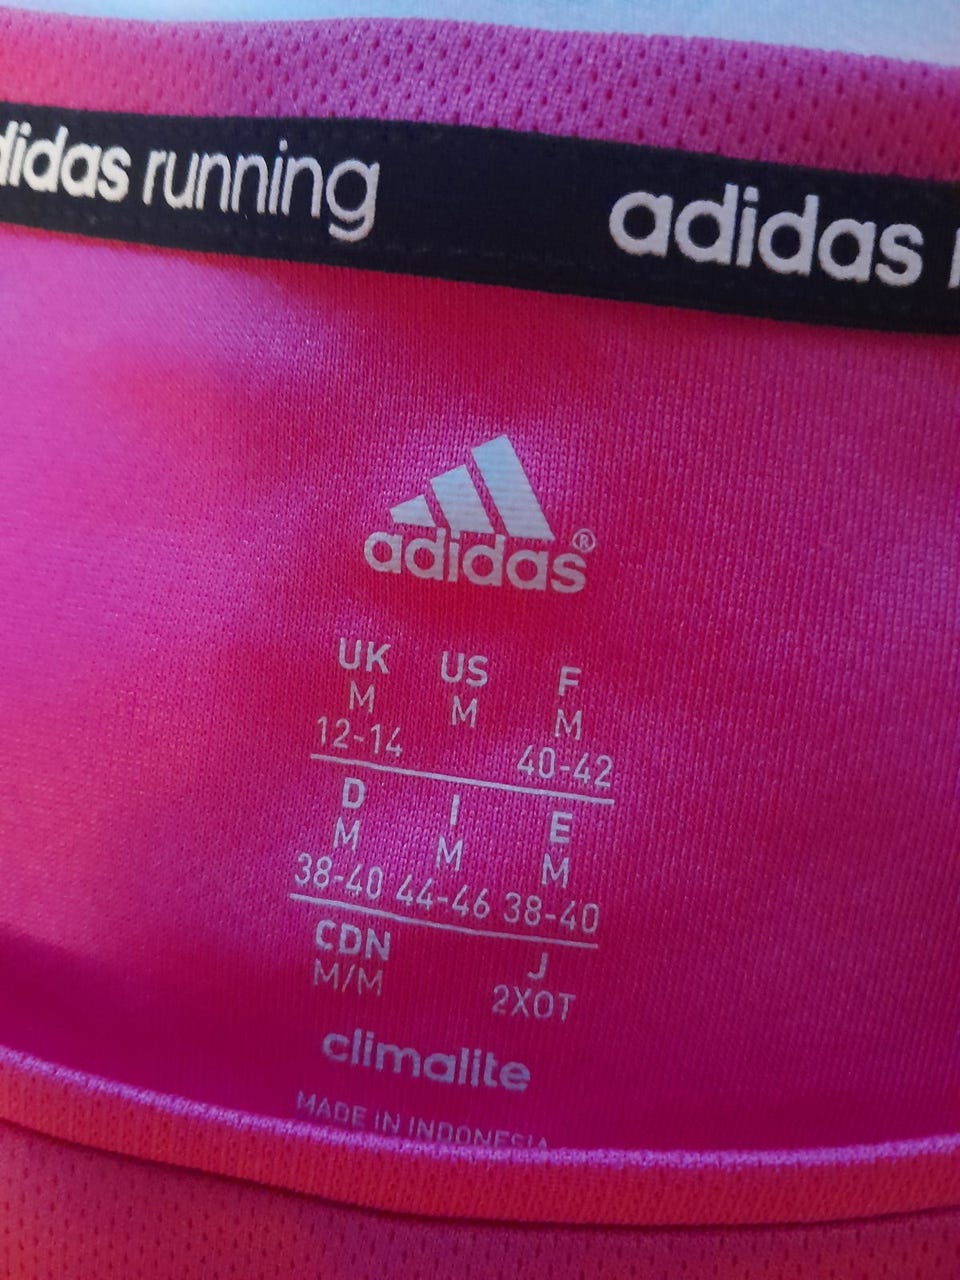 didas running adidas
adidas®
UK US F
M M M
12-14 40-42
D I E
M M M
38-40 44-46 38-40
CDN J
M/M 2XOT
climalite
MADE IN INDONESIA